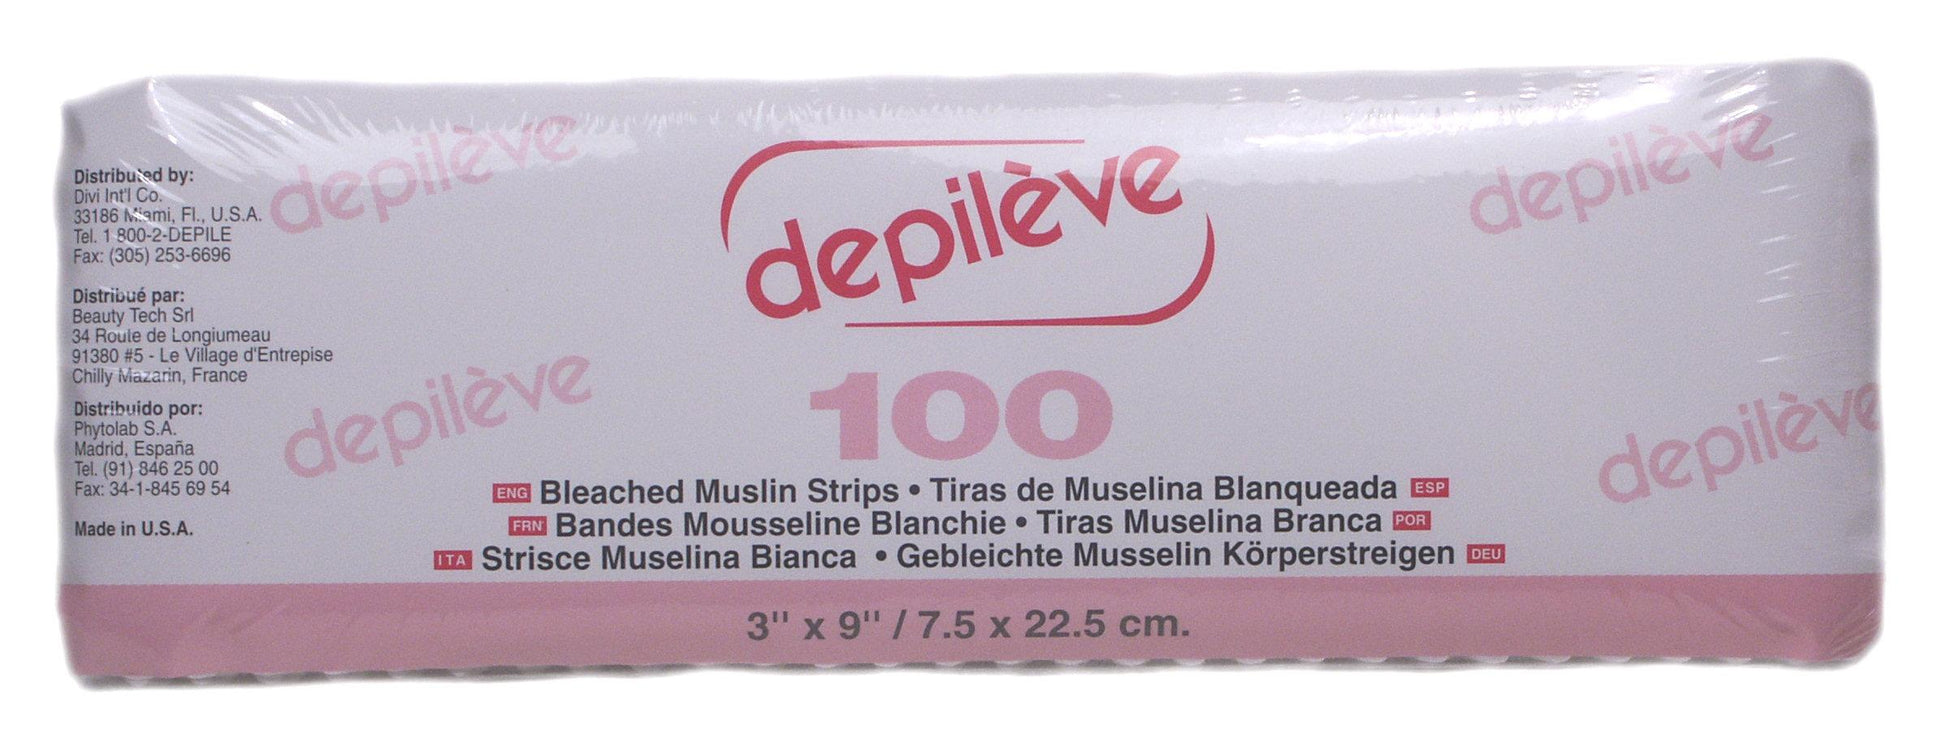 Distributed by:
Divi Int'l Co.
33186 Miami, Fl., U.S.A.
Tel. 1 800-2-DEPILE
Fax: (305) 253-6696
Distribué par:
Beauty Tech Srl
34 Route de Longiumeau
91380 #5 - Le Village d'Entrepise
Chilly Mazarin, France
Distribuido por:
Phytolab S.A.
Madrid, España
Tel. (91) 846 25 00
Fax: 34-1-845 69 54
Made in U.S.A.
depilève
depilève
depilève
depilève
depilève
100
ENG Bleached Muslin Strips • Tiras de Muselina Blanqueada ESP
FRN Bandes Mousseline Blanchie • Tiras Muselina Branca POR
ITA Strisce Muselina Bianca • Gebleichte Musselin Körperstreigen DEU
3" x 9" / 7.5 x 22.5 cm.